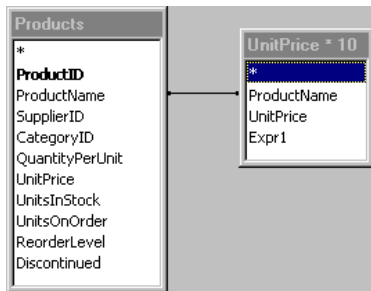 Products
*
ProductID
ProductName
SupplierID
CategoryID
QuantityPerUnit
UnitPrice
UnitsInStock
UnitsOnOrder
ReorderLevel
Discontinued
UnitPrice * 10
*
ProductName
UnitPrice
Expr1